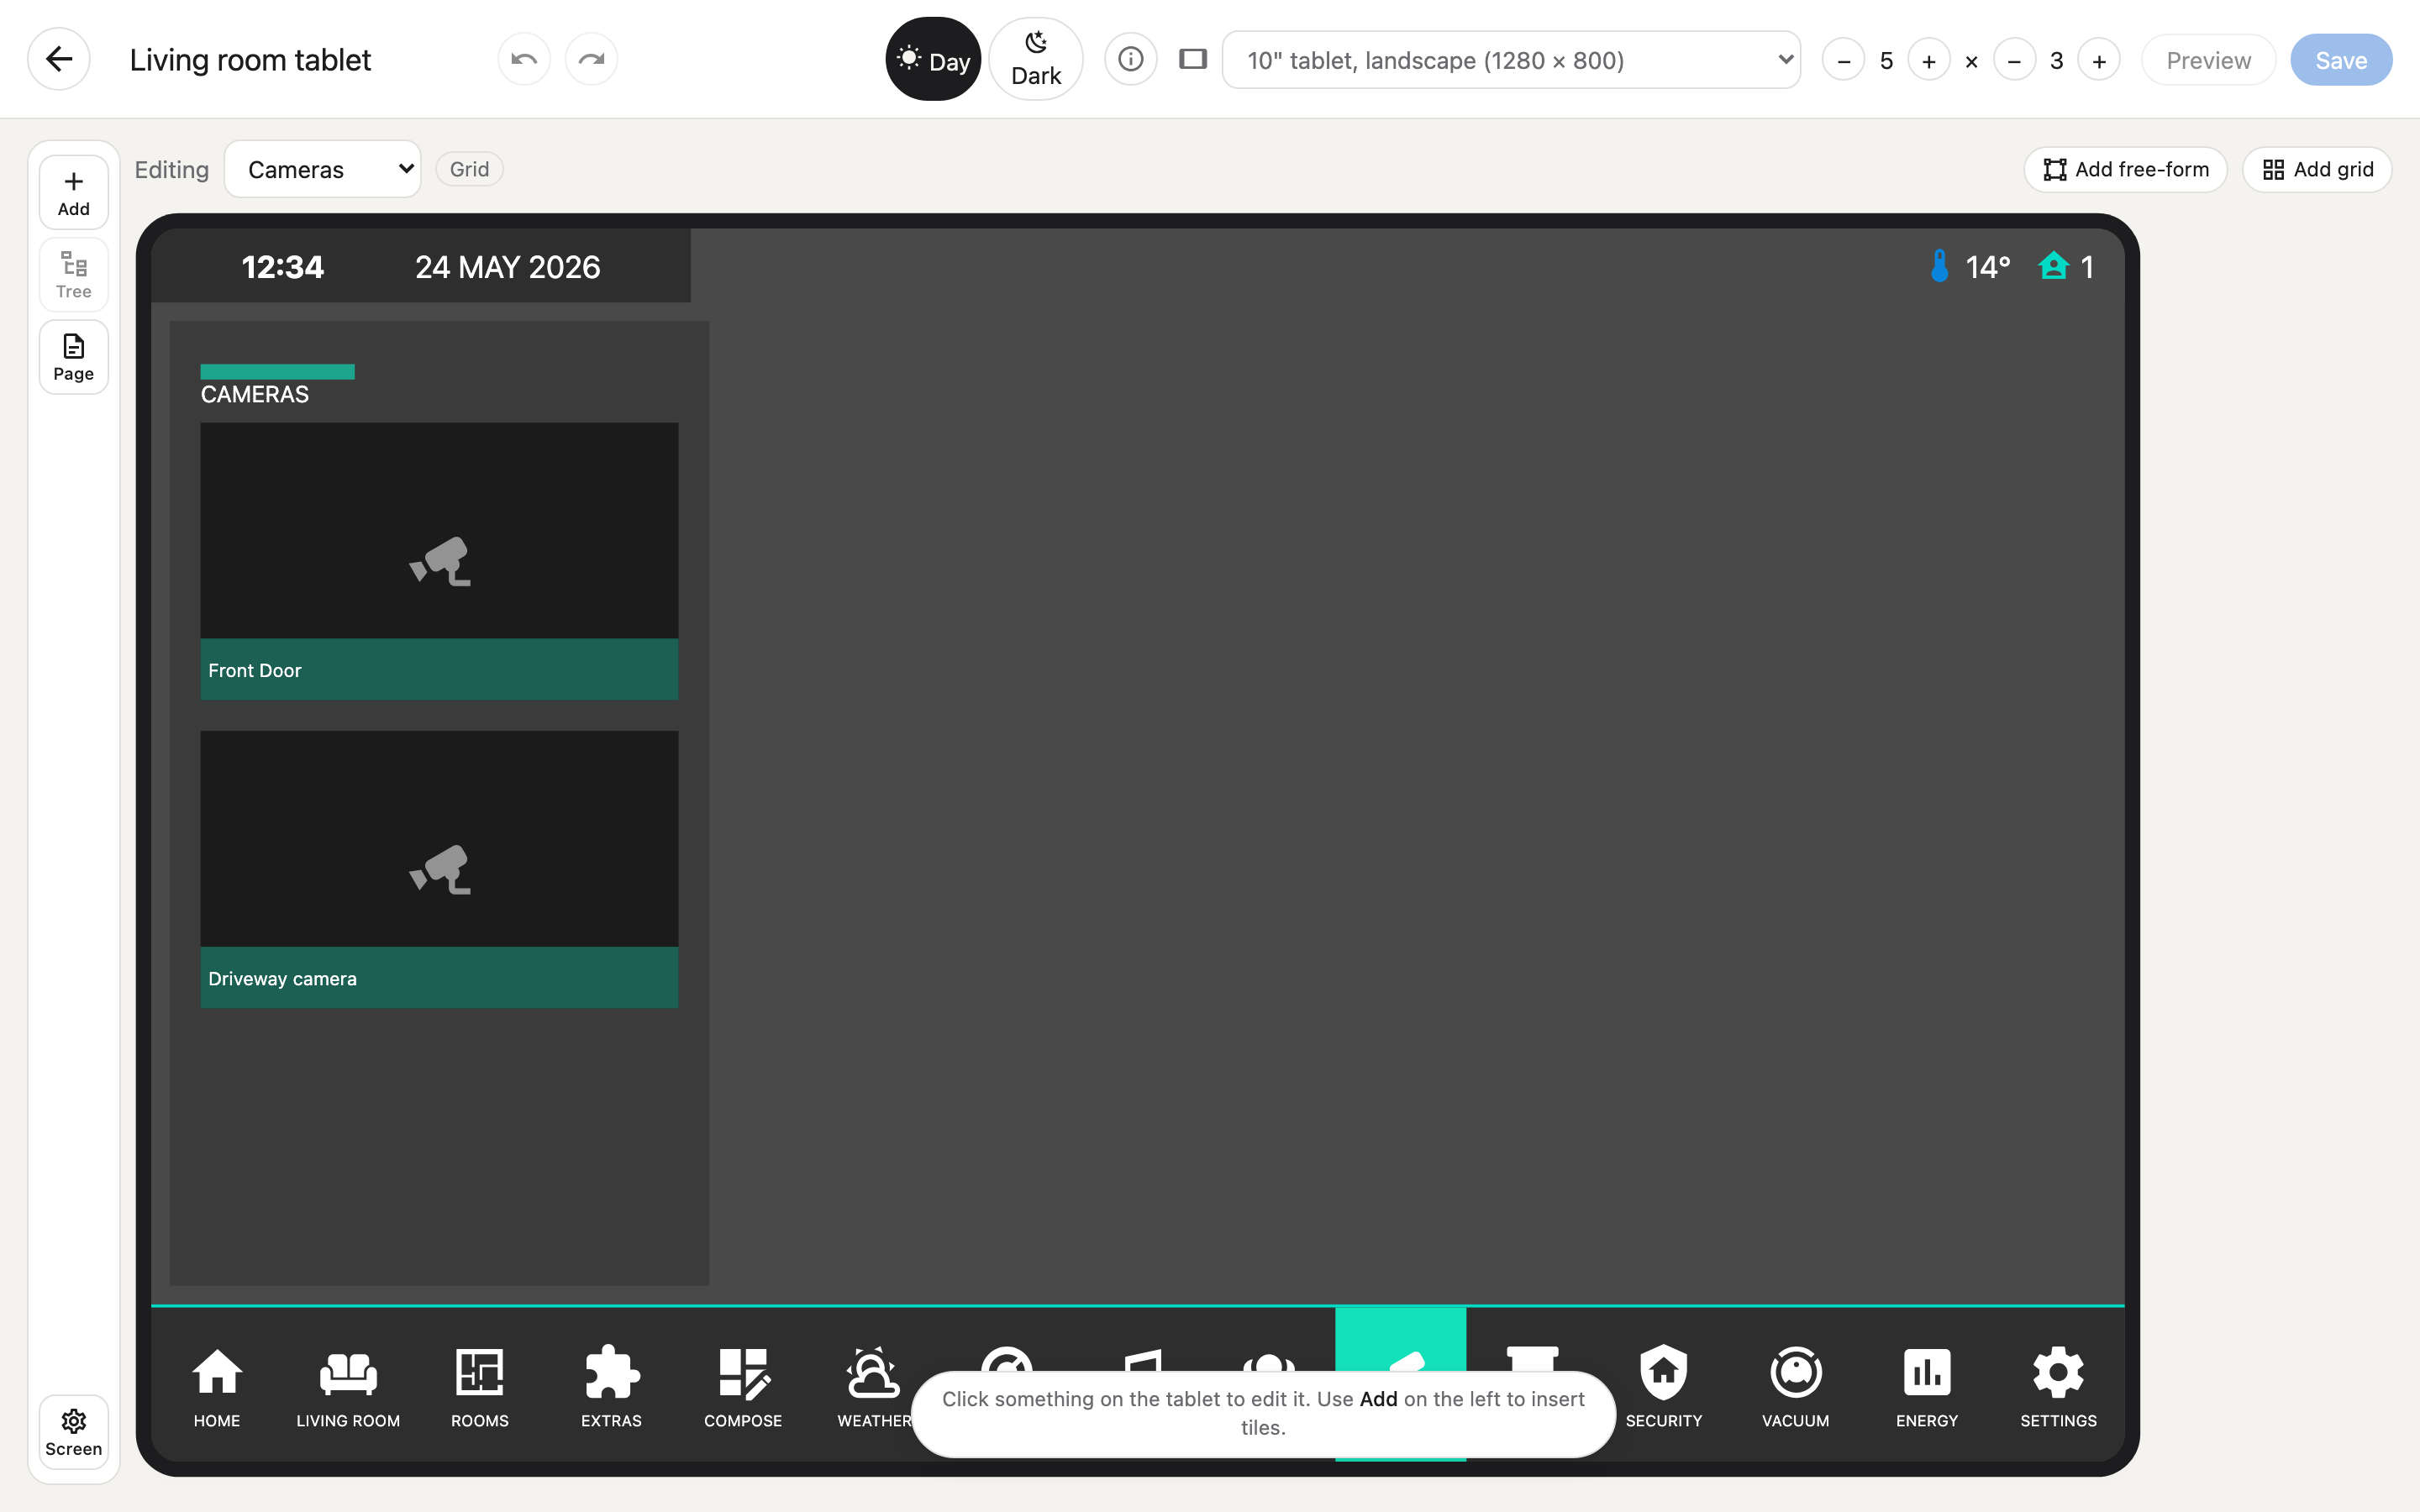 Living room tablet
Day
Dark
10" tablet, landscape (1280 × 800)
− 5 + × − 3 +
Preview
Save
Add
Tree
Page
Screen
Editing
Cameras
Grid
Add free-form
Add grid
12:34
24 MAY 2026
14°
1
CAMERAS
Front Door
Driveway camera
HOME
LIVING ROOM
ROOMS
EXTRAS
COMPOSE
WEATHER
Click something on the tablet to edit it. Use Add on the left to insert
tiles.
SECURITY
VACUUM
ENERGY
SETTINGS